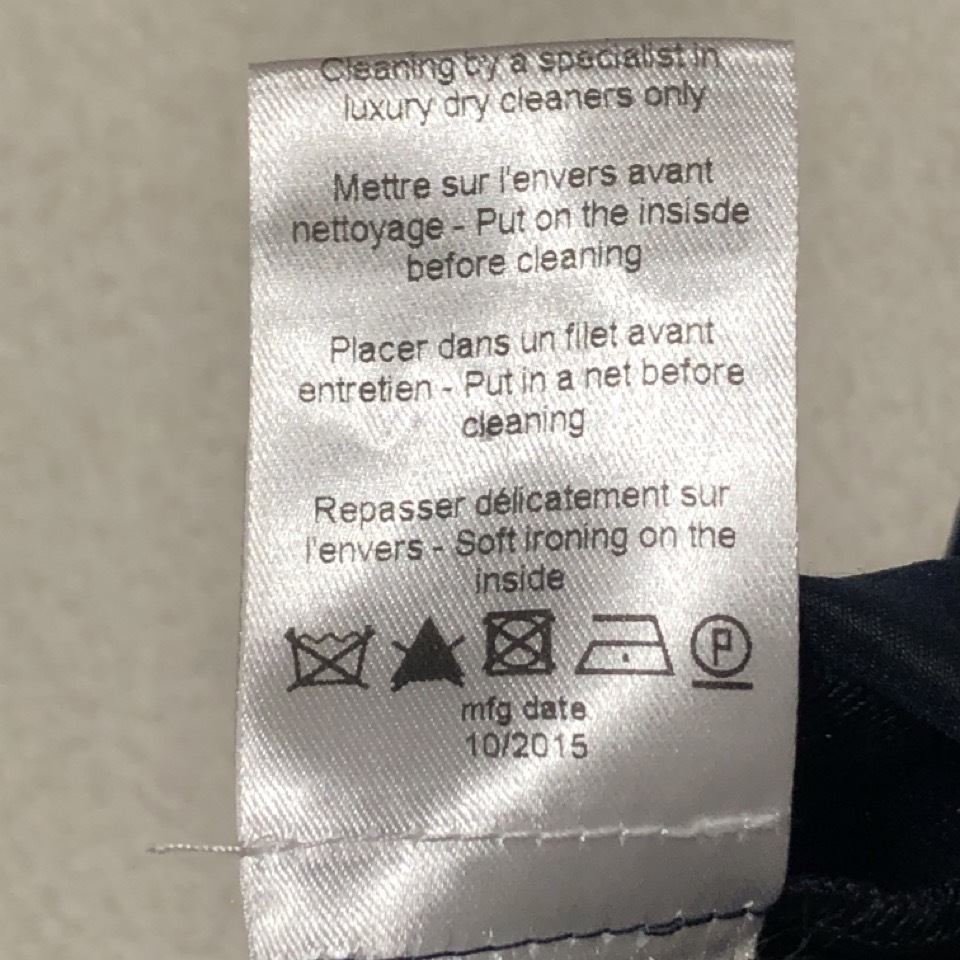 Cleaning by a specialist in
luxury dry cleaners only
Mettre sur l'envers avant
nettoyage - Put on the insisde
before cleaning
Placer dans un filet avant
entretien - Put in a net before
cleaning
Repasser délicatement sur
l'envers - Soft ironing on the
inside
P
mfg date
10/2015